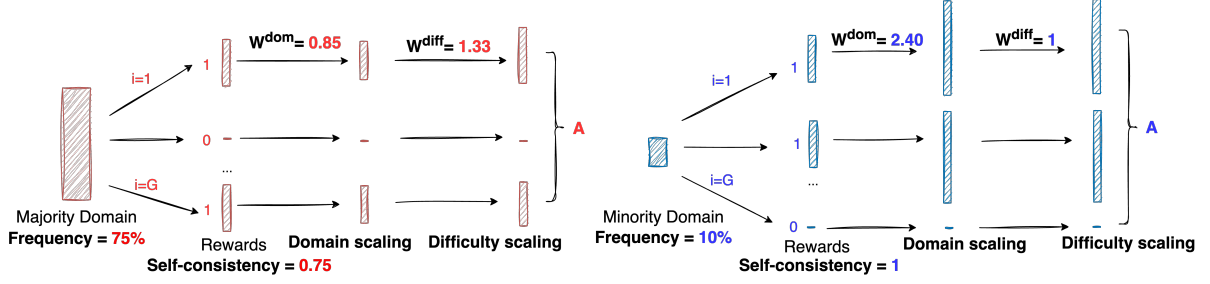 W^dom = 0.85
W^diff = 1.33
i=1
1
0
...
i=G
1
A
Majority Domain
Frequency = 75%
Rewards
Domain scaling
Difficulty scaling
Self-consistency = 0.75
W^dom = 2.40
W^diff = 1
i=1
1
1
...
i=G
0
A
Minority Domain
Frequency = 10%
Rewards
Domain scaling
Difficulty scaling
Self-consistency = 1